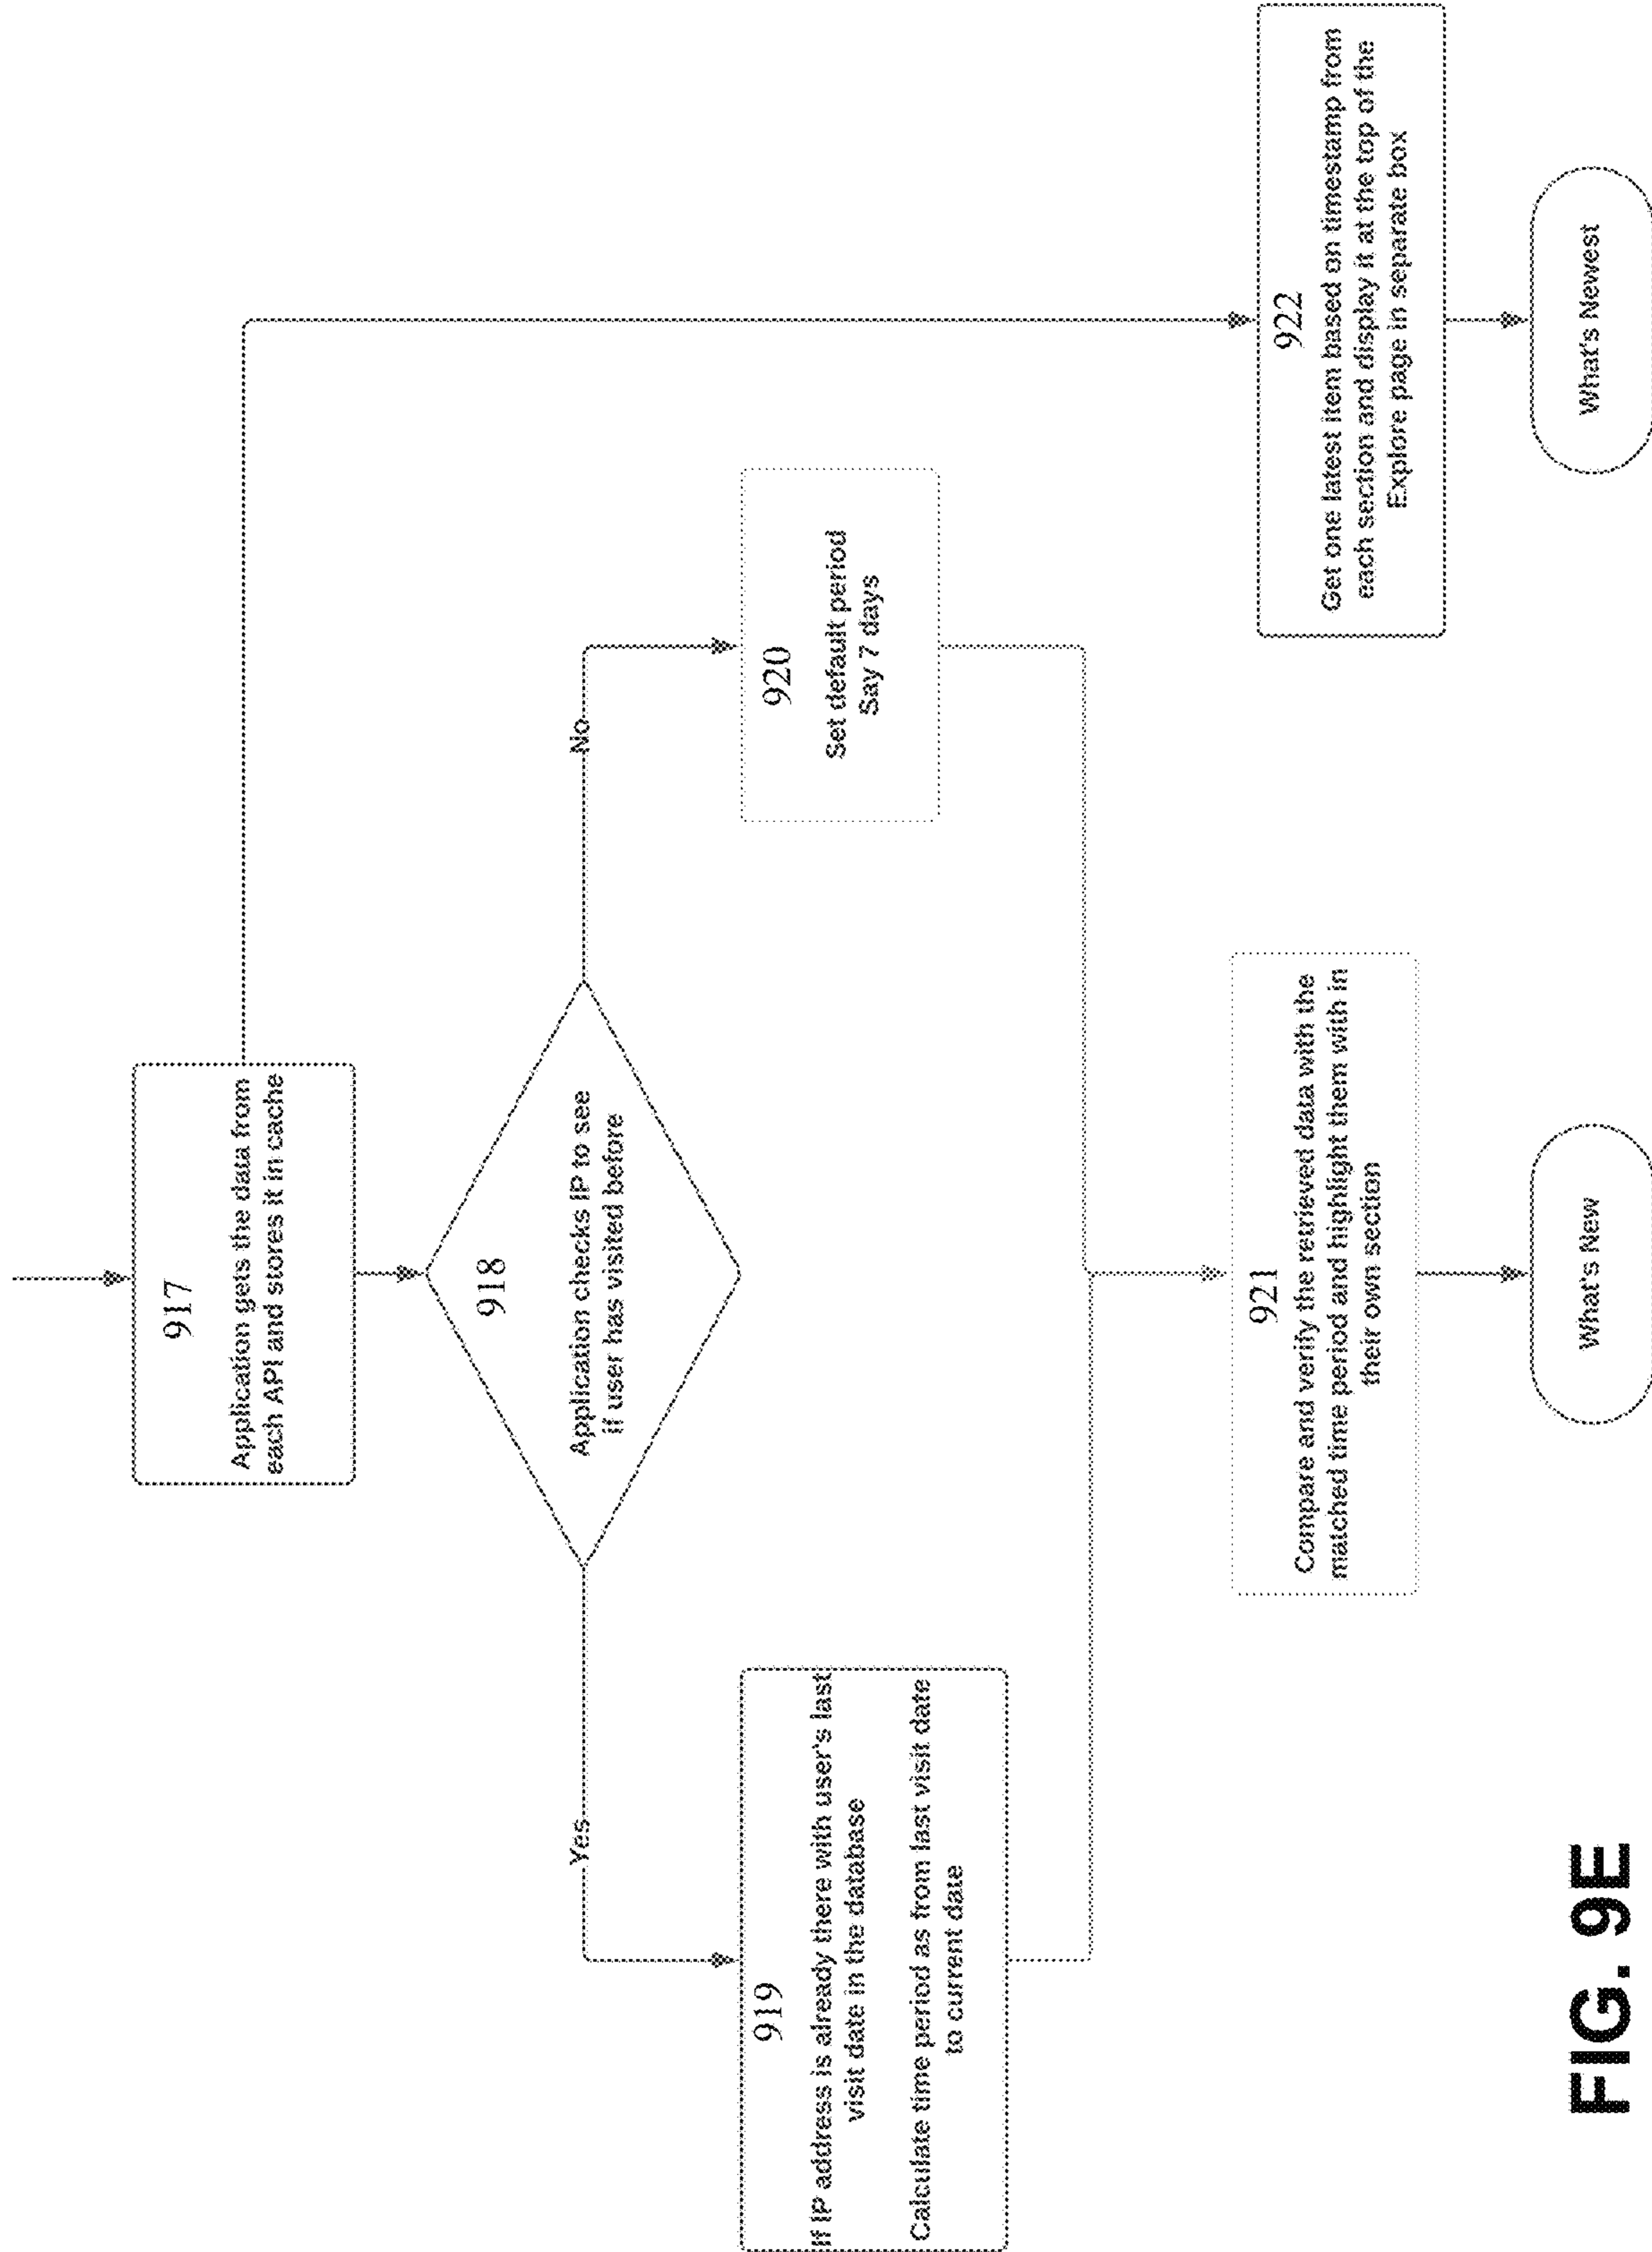 917
Application gets the data from
each API and stores it in cache
918
Application checks IP to see
if user has visited before
Yes
No
919
If IP address is already there with user's last
visit date in the database
Calculate time period as from last visit date
to current date
920
Set default period
Say 7 days
921
Compare and verify the retrieved data with the
matched time period and highlight them with in
their own section
922
Get one latest item based on timestamp from
each section and display it at the top of the
Explore page in separate box
What's New
What's Newest
FIG. 9E